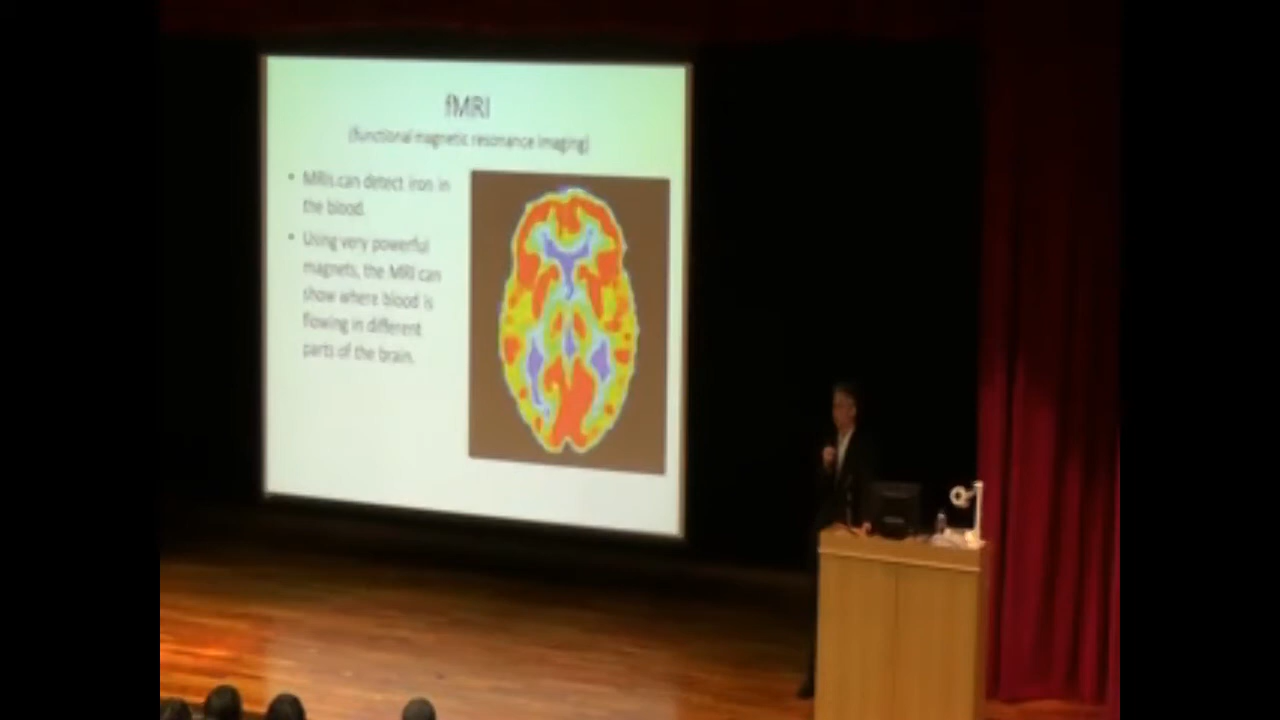 fMRI
(functional magnetic resonance imaging)
• MRIs can detect iron in
the blood.
• Using very powerful
magnets, the MRI can
show where blood is
flowing in different
parts of the brain.